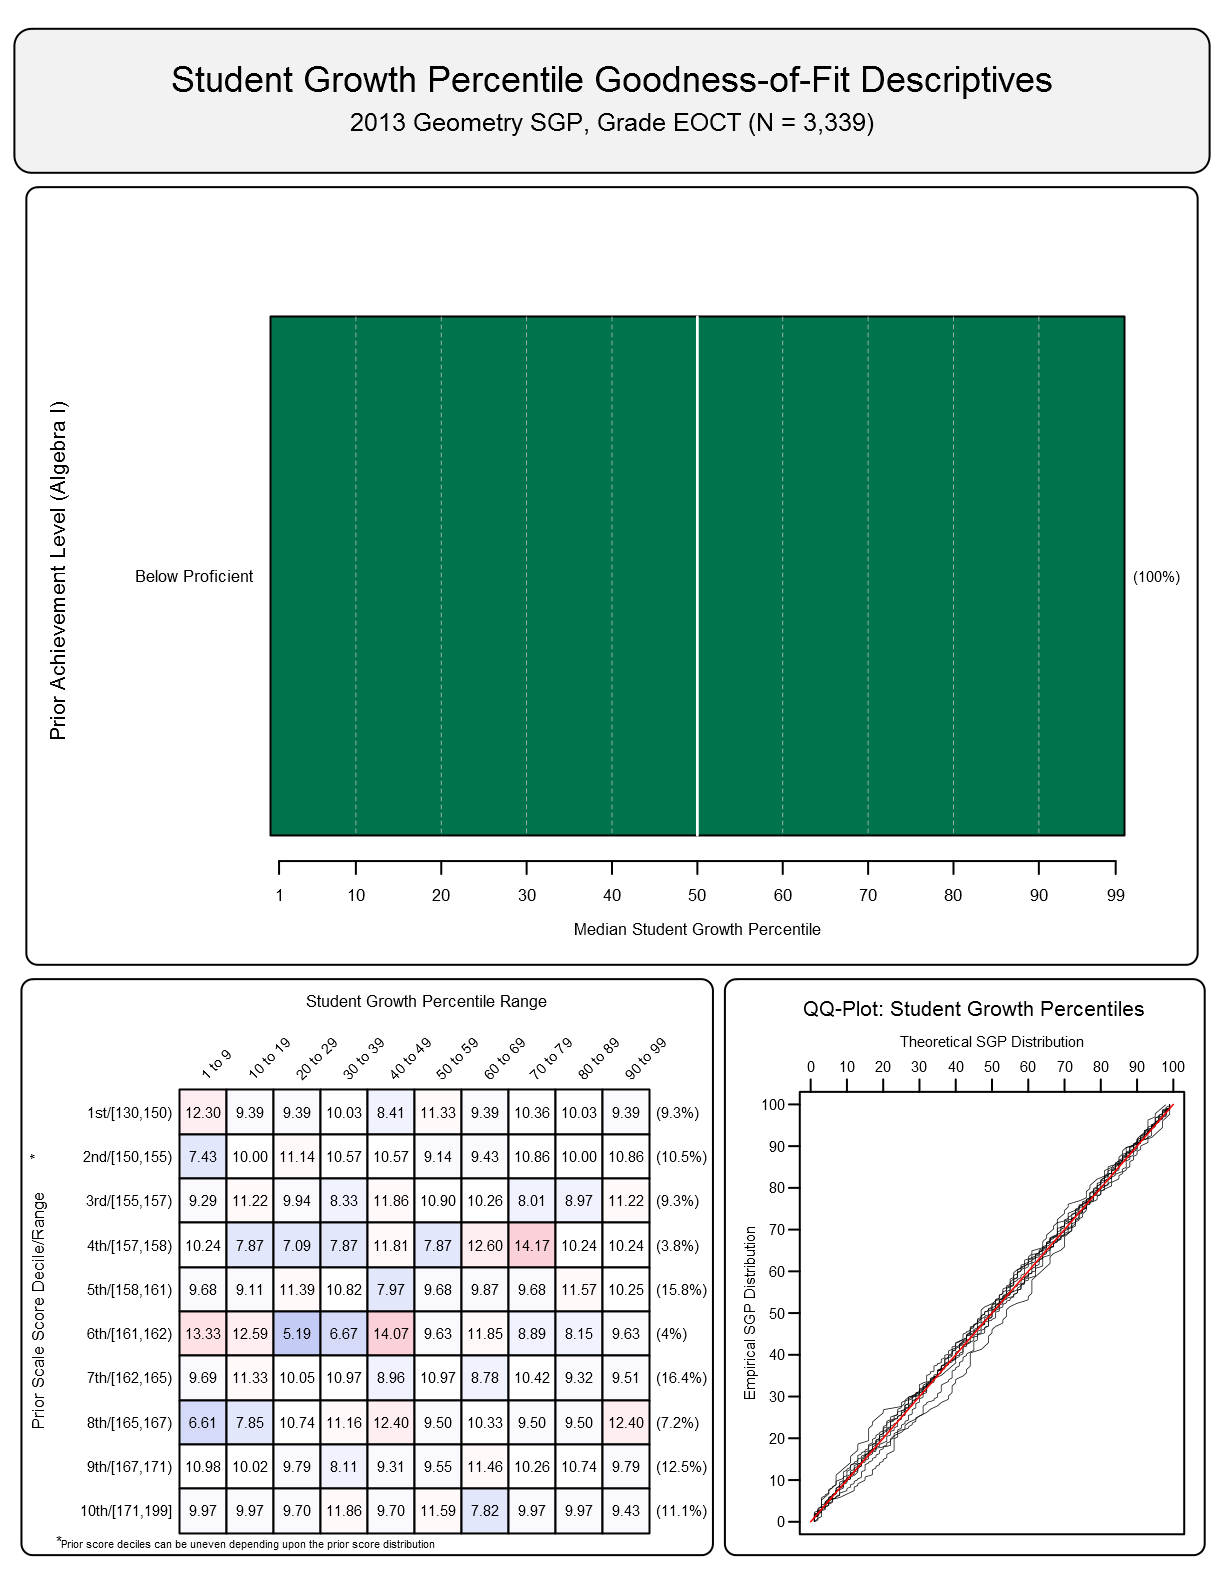 Student Growth Percentile Goodness-of-Fit Descriptives
2013 Geometry SGP, Grade EOCT (N = 3,339)
Prior Achievement Level (Algebra I)
Below Proficient
(100%)
1 10 20 30 40 50 60 70 80 90 99
Median Student Growth Percentile
Student Growth Percentile Range
1 to 9 10 to 19 20 to 29 30 to 39 40 to 49 50 to 59 60 to 69 70 to 79 80 to 89 90 to 99
Prior Scale Score Decile/Range *
1st/[130,150) 12.30 9.39 9.39 10.03 8.41 11.33 9.39 10.36 10.03 9.39 (9.3%)
2nd/[150,155) 7.43 10.00 11.14 10.57 10.57 9.14 9.43 10.86 10.00 10.86 (10.5%)
3rd/[155,157) 9.29 11.22 9.94 8.33 11.86 10.90 10.26 8.01 8.97 11.22 (9.3%)
4th/[157,158) 10.24 7.87 7.09 7.87 11.81 7.87 12.60 14.17 10.24 10.24 (3.8%)
5th/[158,161) 9.68 9.11 11.39 10.82 7.97 9.68 9.87 9.68 11.57 10.25 (15.8%)
6th/[161,162) 13.33 12.59 5.19 6.67 14.07 9.63 11.85 8.89 8.15 9.63 (4%)
7th/[162,165) 9.69 11.33 10.05 10.97 8.96 10.97 8.78 10.42 9.32 9.51 (16.4%)
8th/[165,167) 6.61 7.85 10.74 11.16 12.40 9.50 10.33 9.50 9.50 12.40 (7.2%)
9th/[167,171) 10.98 10.02 9.79 8.11 9.31 9.55 11.46 10.26 10.74 9.79 (12.5%)
10th/[171,199] 9.97 9.97 9.70 11.86 9.70 11.59 7.82 9.97 9.97 9.43 (11.1%)
*Prior score deciles can be uneven depending upon the prior score distribution
QQ-Plot: Student Growth Percentiles
Theoretical SGP Distribution
0 10 20 30 40 50 60 70 80 90 100
Empirical SGP Distribution
100
90
80
70
60
50
40
30
20
10
0